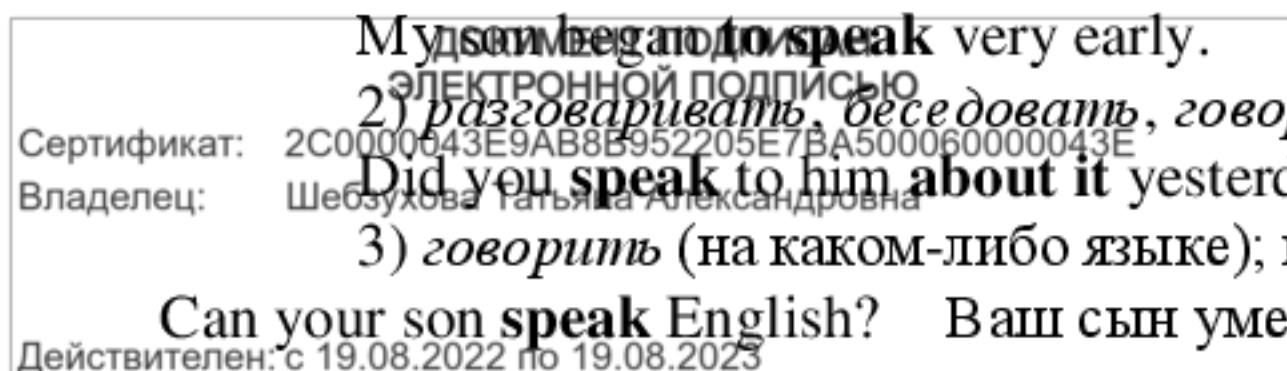 My son began to speak very early.
ДОКУМЕНТ ПОДПИСАН
ЭЛЕКТРОННОЙ ПОДПИСЬЮ
2) разговаривать, беседовать, гово
Сертификат: 2C0000043E9AB8B952205E7BA500060000043E
Did you speak to him about it yester
Владелец: Шебзухова Татьяна Александровна
3) говорить (на каком-либо языке);
Can your son speak English? Ваш сын уме
Действителен: с 19.08.2022 по 19.08.2023